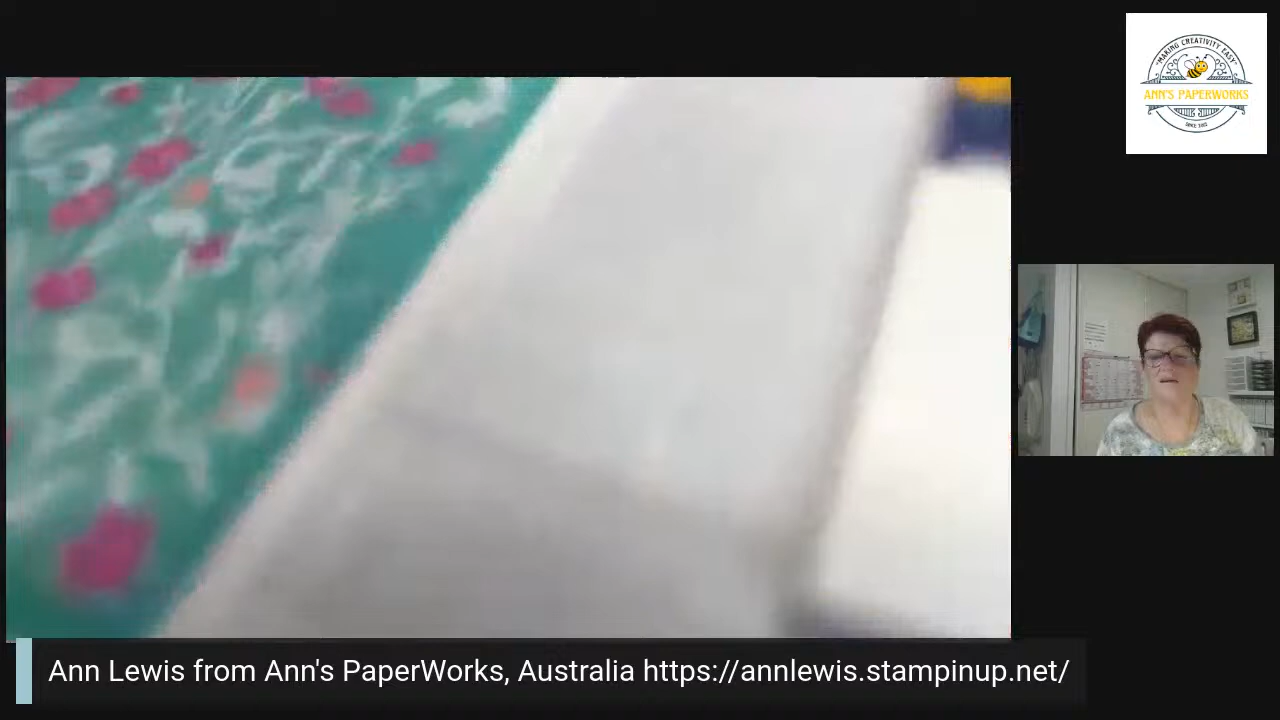 "MAKING CREATIVITY EASY"
ANN'S PAPERWORKS
Ann Lewis from Ann's PaperWorks, Australia https://annlewis.stampinup.net/